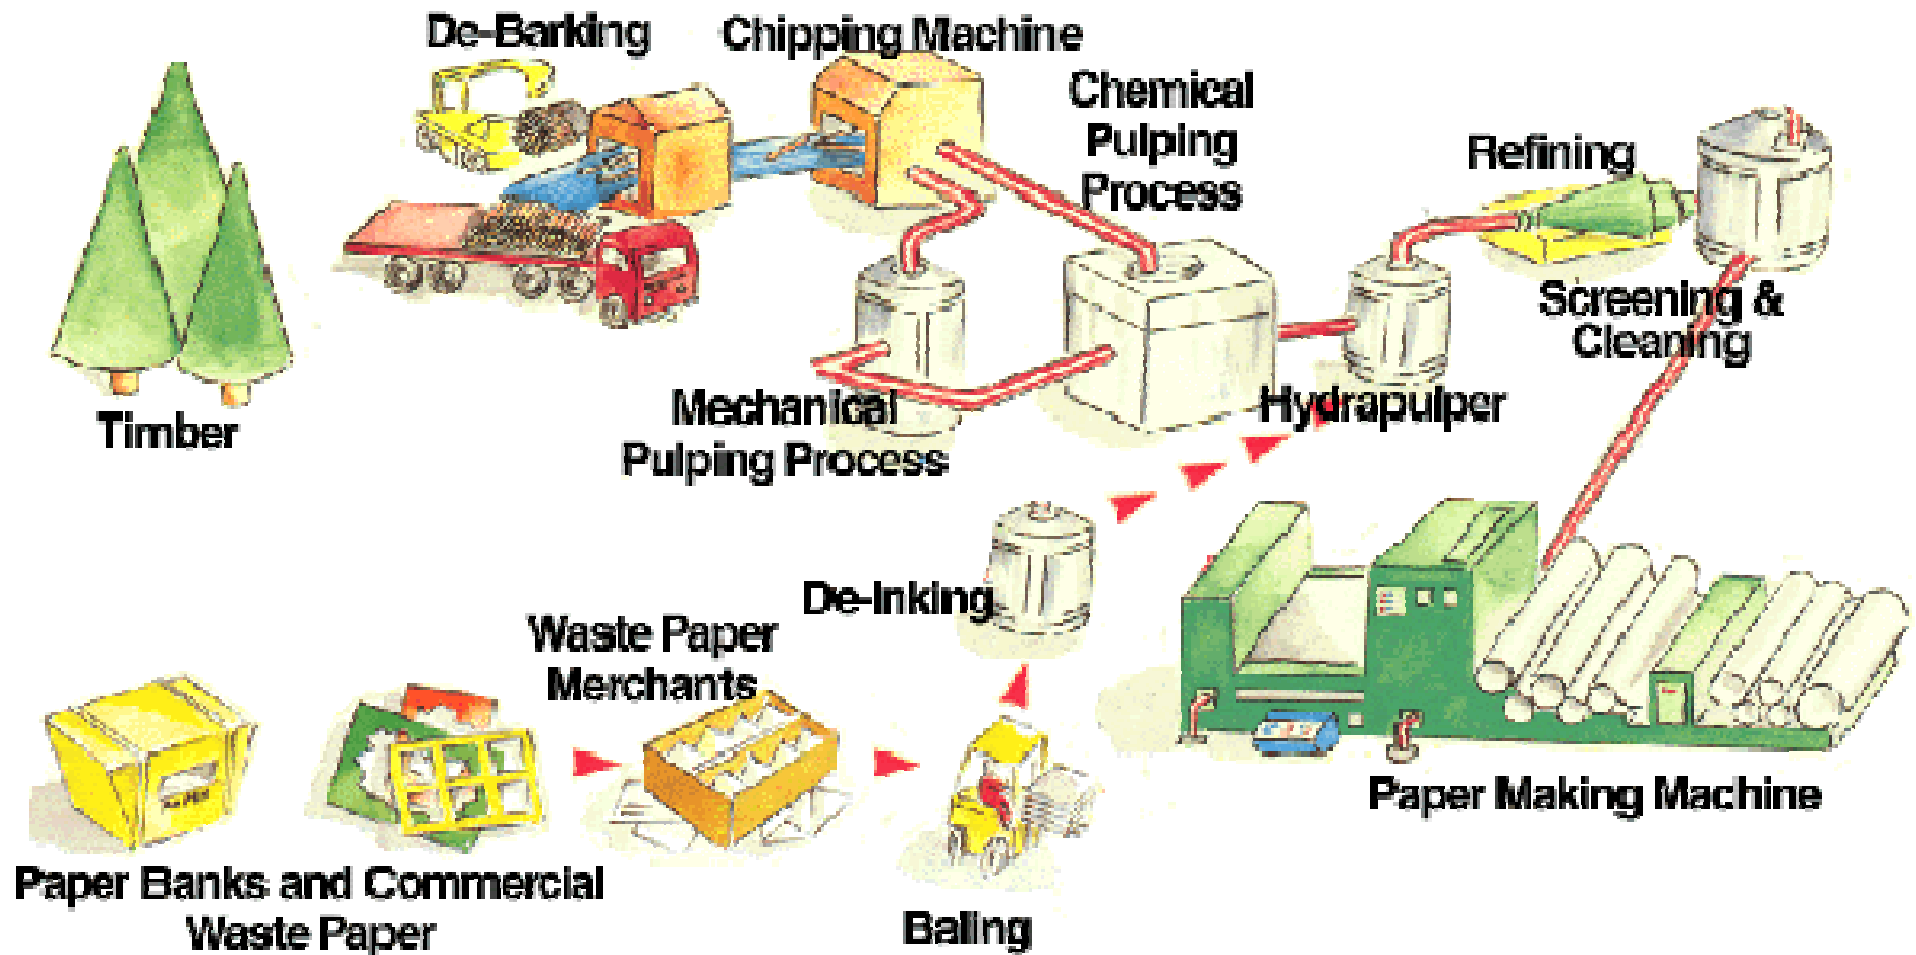 De-Barking
Chipping Machine
Chemical
Pulping
Process
Refining
Screening &
Cleaning
Timber
Mechanical
Pulping Process
Hydrapulper
De-Inking
Waste Paper
Merchants
Paper Making Machine
Paper Banks and Commercial
Waste Paper
Baling